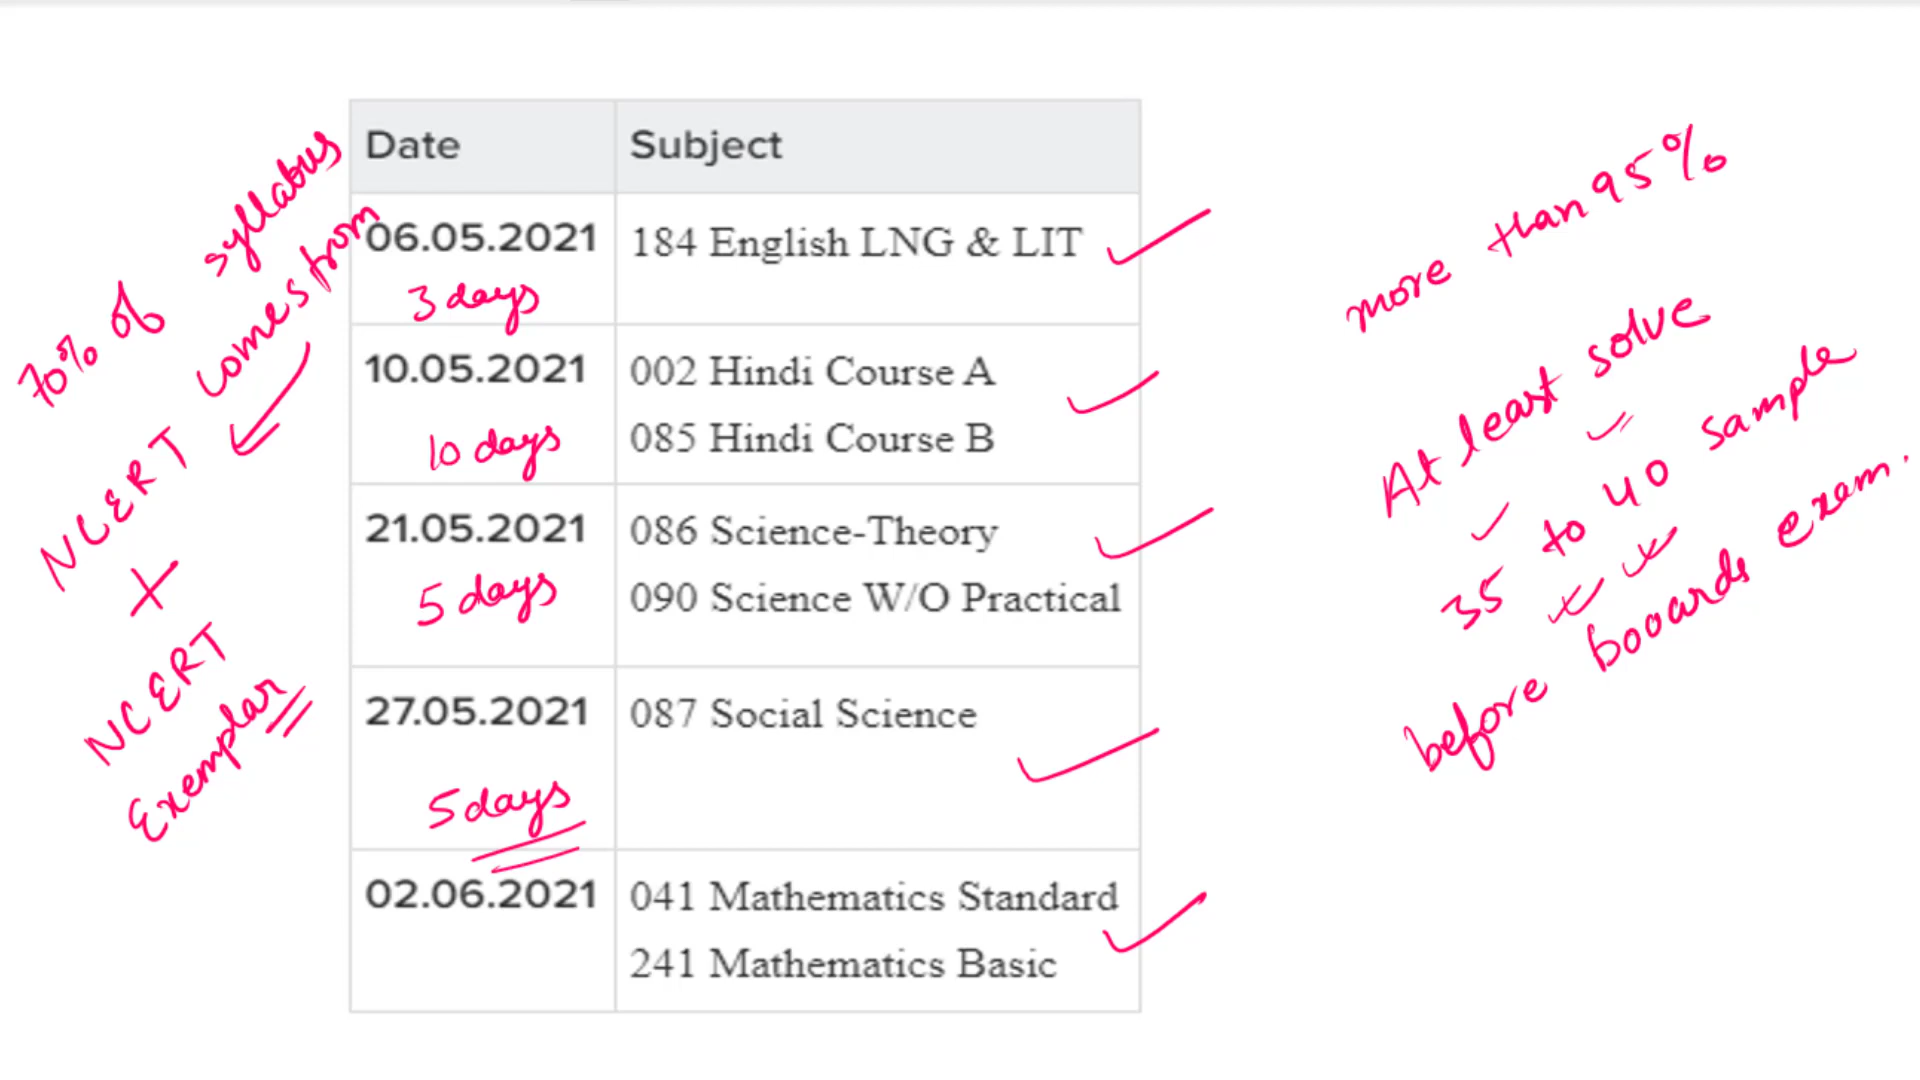 Date Subject
06.05.2021 184 English LNG & LIT
3 days
10.05.2021 002 Hindi Course A
085 Hindi Course B
10 days
21.05.2021 086 Science-Theory
090 Science W/O Practical
5 days
27.05.2021 087 Social Science
5 days
02.06.2021 041 Mathematics Standard
241 Mathematics Basic
70% of syllabus
comes from
NCERT
+
NCERT
Exemplar
more than 95%
At least solve
35 to 40 sample
before booards exam.